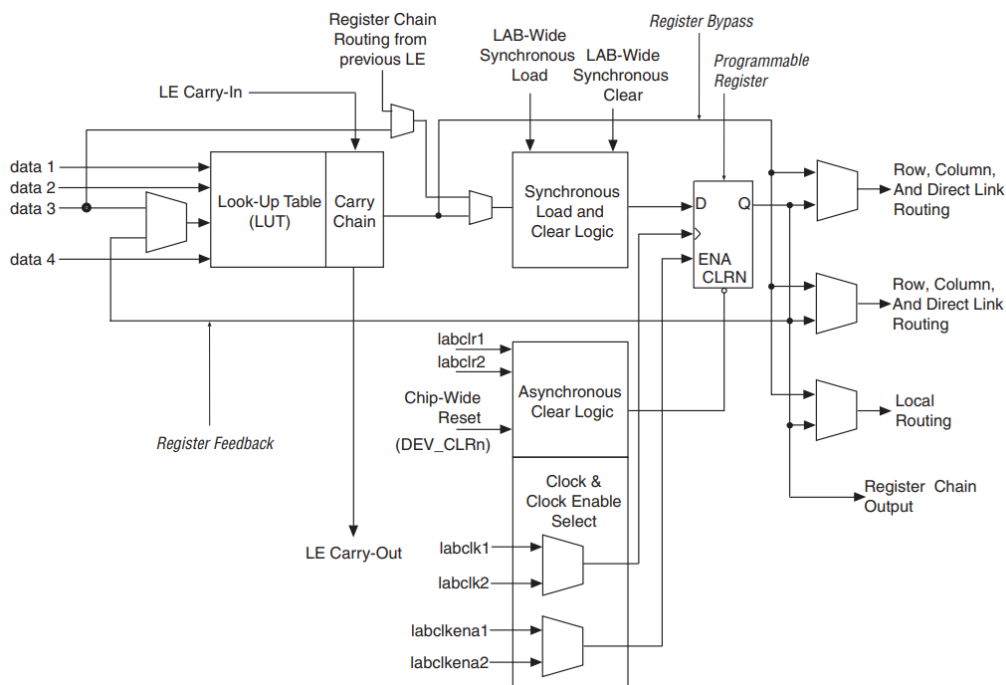 Register Chain
Routing from
previous LE
LAB-Wide
Synchronous
Load
LAB-Wide
Synchronous
Clear
Register Bypass
Programmable
Register
LE Carry-In
data 1
data 2
data 3
data 4
Look-Up Table
(LUT)
Carry
Chain
Synchronous
Load and
Clear Logic
D
Q
ENA
CLRN
Row, Column,
And Direct Link
Routing
Row, Column,
And Direct Link
Routing
Local
Routing
Register Chain
Output
Register Feedback
labclr1
labclr2
Chip-Wide
Reset
(DEV_CLRn)
Asynchronous
Clear Logic
Clock &
Clock Enable
Select
LE Carry-Out
labclk1
labclk2
labclkena1
labclkena2